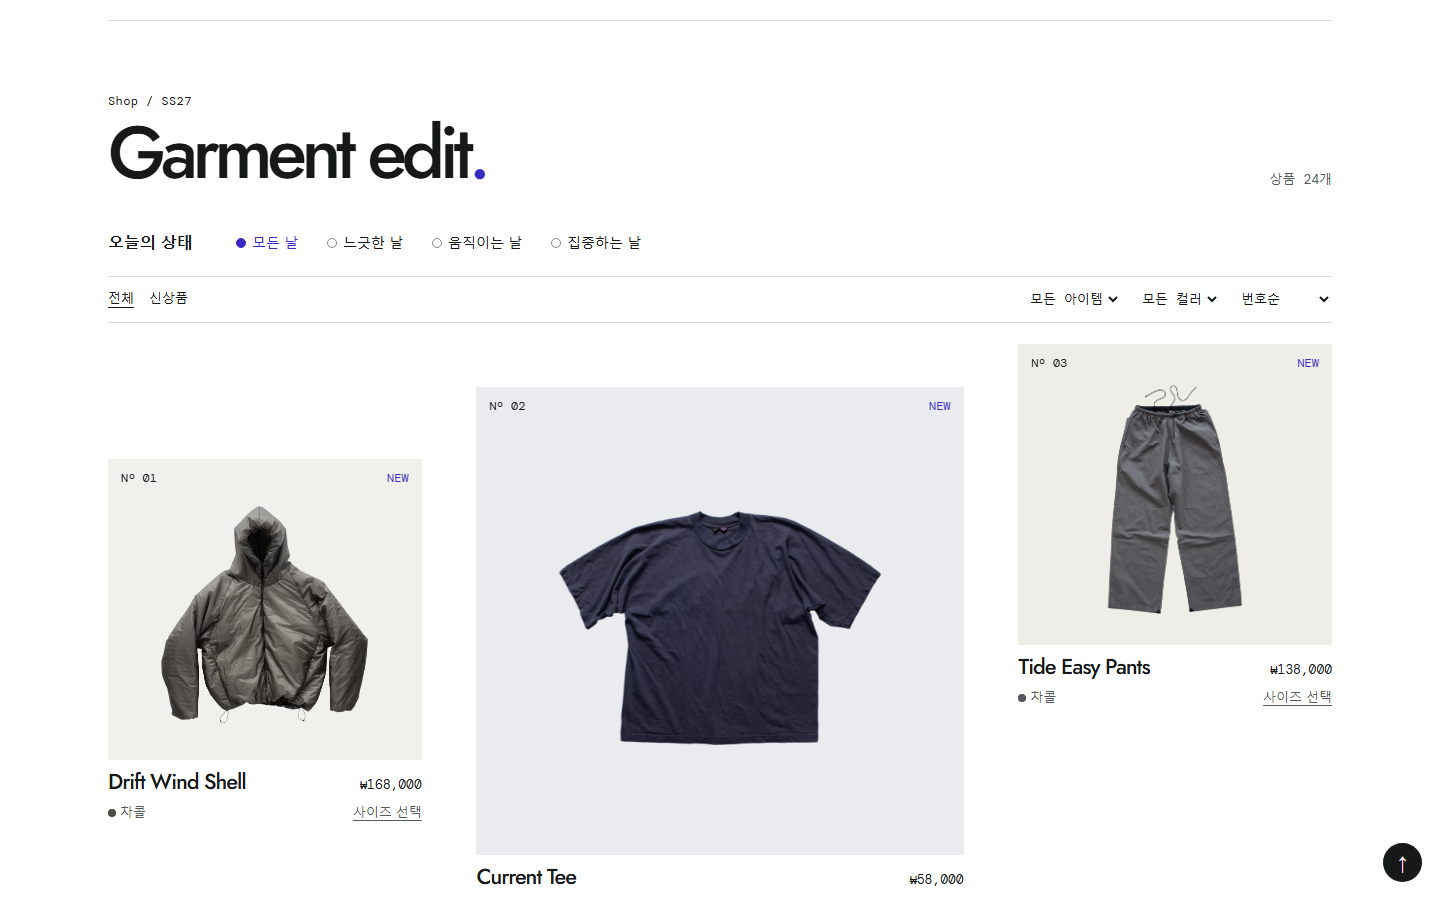 Shop / SS27
Garment edit.
상품 24개
오늘의 상태 모든 날 느긋한 날 움직이는 날 집중하는 날
전체 신상품 모든 아이템 모든 컬러 번호순
Nº 01 NEW
Drift Wind Shell ₩168,000
차콜 사이즈 선택
Nº 02 NEW
Current Tee ₩58,000
Nº 03 NEW
Tide Easy Pants ₩138,000
차콜 사이즈 선택
↑